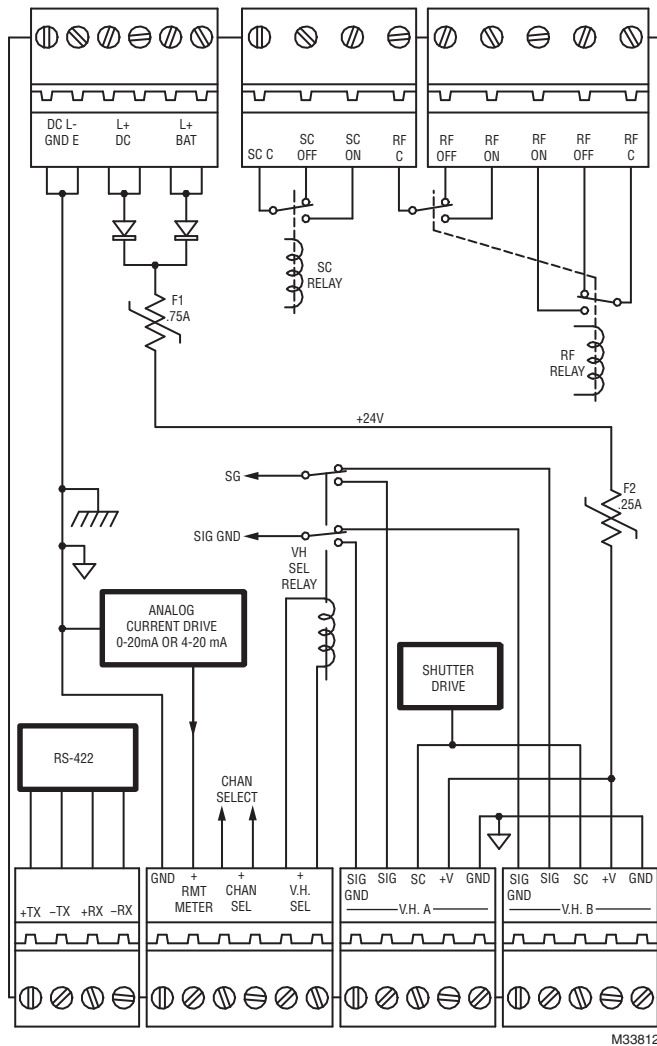 DC L-
GND E
L+
DC
L+
BAT
SC C
SC
OFF
SC
ON
RF
C
RF
OFF
RF
ON
RF
ON
RF
OFF
RF
C
SC
RELAY
F1
.75A
RF
RELAY
+24V
SG
SIG GND
VH
SEL
RELAY
F2
.25A
ANALOG
CURRENT DRIVE
0-20mA OR 4-20 mA
SHUTTER
DRIVE
RS-422
CHAN
SELECT
+TX –TX +RX –RX
GND
+
RMT
METER
+
CHAN
SEL
+
V.H.
SEL
SIG
GND
SIG
SC
+V
GND
V.H. A
SIG
GND
SIG
SC
+V
GND
V.H. B
M33812